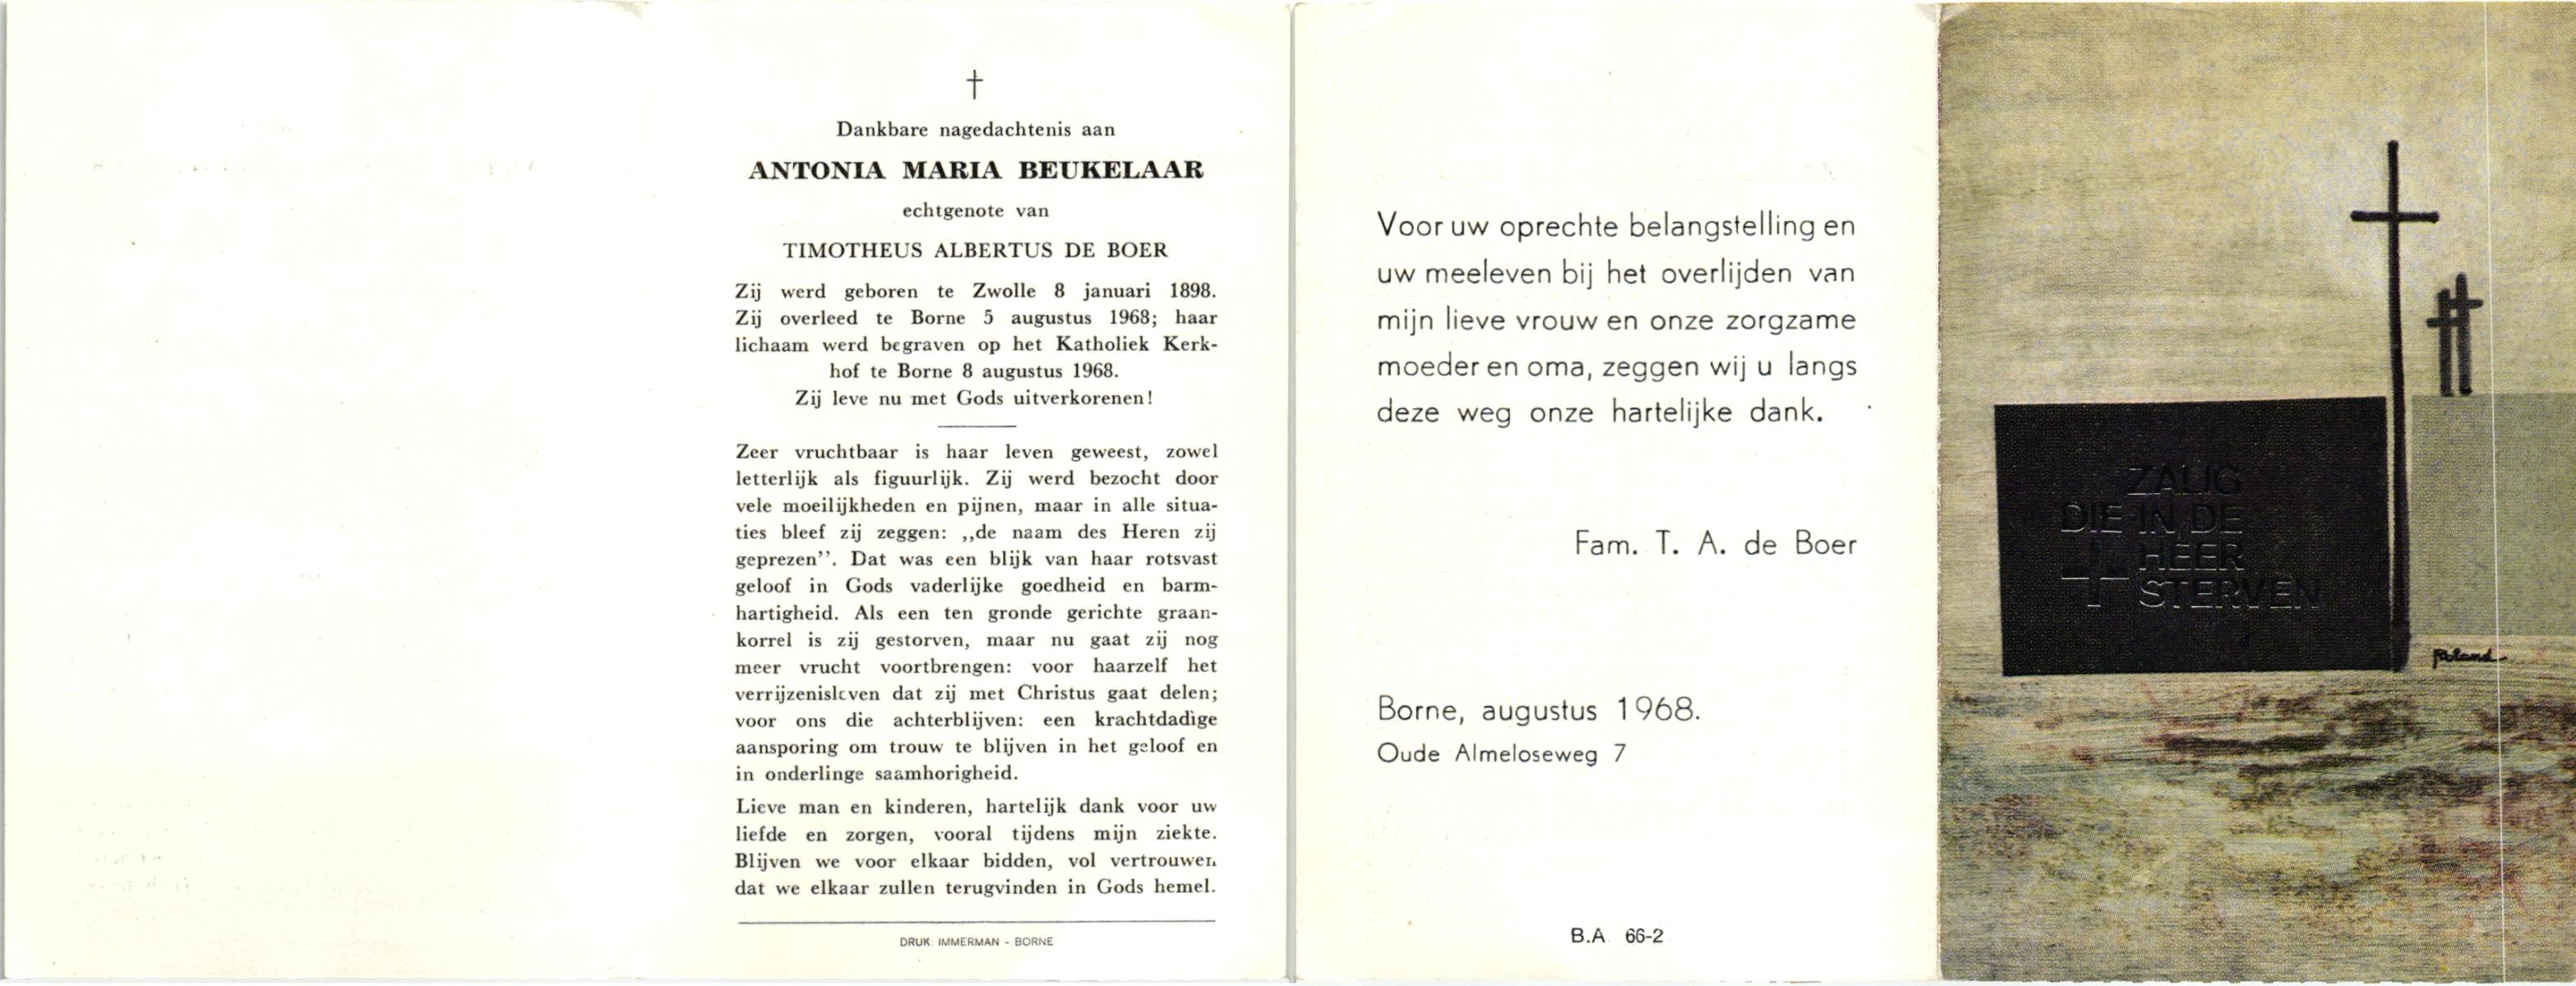 Dankbare nagedachtenis aan
ANTONIA MARIA BEUKELAAR
echtgenote van
TIMOTHEUS ALBERTUS DE BOER
Zij werd geboren te Zwolle 8 januari 1898.
Zij overleed te Borne 5 augustus 1968; haar
lichaam werd begraven op het Katholiek Kerk-
hof te Borne 8 augustus 1968.
Zij leve nu met Gods uitverkorenen!
Zeer vruchtbaar is haar leven geweest, zowel
letterlijk als figuurlijk. Zij werd bezocht door
vele moeilijkheden en pijnen, maar in alle situa-
ties bleef zij zeggen: ,,de naam des Heren zij
geprezen’’. Dat was een blijk van haar rotsvast
geloof in Gods vaderlijke goedheid en barm-
hartigheid. Als een ten gronde gerichte graan-
korrel is zij gestorven, maar nu gaat zij nog
meer vrucht voortbrengen: voor haarzelf het
verrijzenisleven dat zij met Christus gaat delen;
voor ons die achterblijven: een krachtdadige
aansporing om trouw te blijven in het geloof en
in onderlinge saamhorigheid.
Lieve man en kinderen, hartelijk dank voor uw
liefde en zorgen, vooral tijdens mijn ziekte.
Blijven we voor elkaar bidden, vol vertrouwen
dat we elkaar zullen terugvinden in Gods hemel.
DRUK: IMMERMAN - BORNE
Voor uw oprechte belangstelling en
uw meeleven bij het overlijden van
mijn lieve vrouw en onze zorgzame
moeder en oma, zeggen wij u langs
deze weg onze hartelijke dank.
Fam. T. A. de Boer
Borne, augustus 1968.
Oude Almeloseweg 7
B.A 66-2
ZALIG
DIE IN DE
HEER
STERVEN
Roland